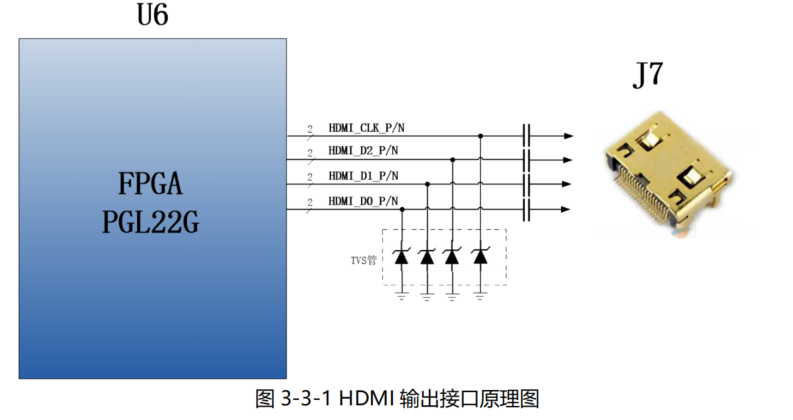 U6
J7
2
HDMI_CLK_P/N
2
HDMI_D2_P/N
FPGA
PGL22G
2
HDMI_D1_P/N
2
HDMI_D0_P/N
TVS管
图 3-3-1 HDMI 输出接口原理图